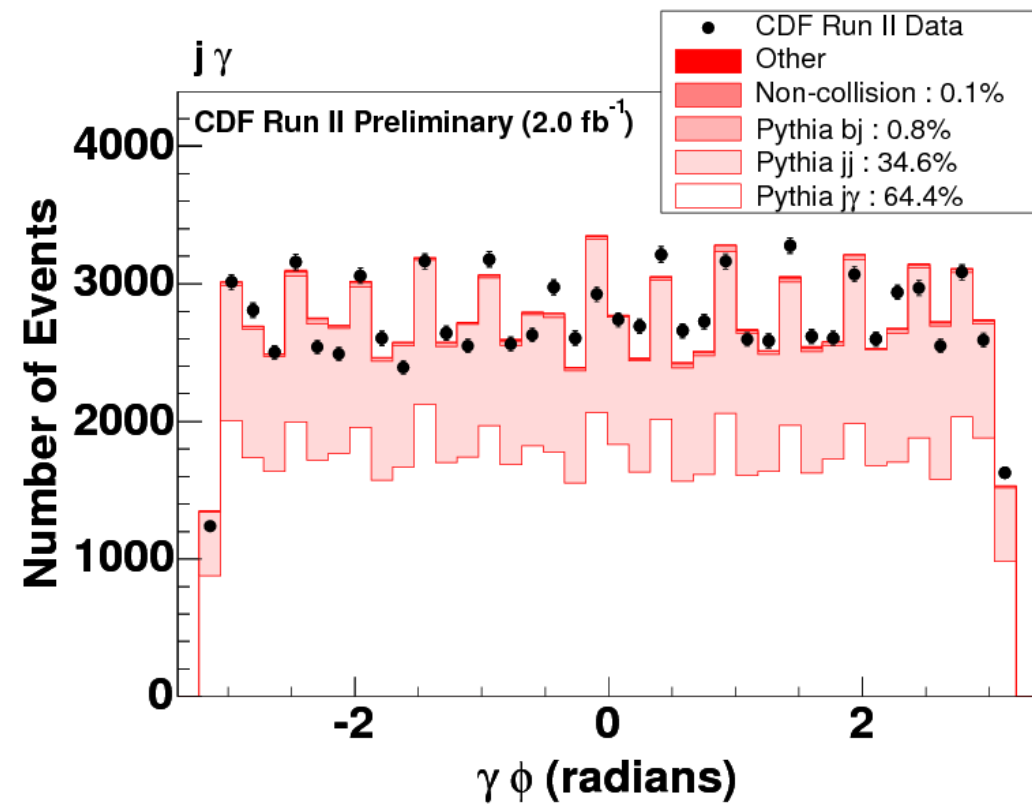 j γ
CDF Run II Data
Other
Non-collision : 0.1%
Pythia bj : 0.8%
Pythia jj : 34.6%
Pythia jγ : 64.4%
CDF Run II Preliminary (2.0 fb⁻¹)
Number of Events
4000
3000
2000
1000
0
-2
0
2
γ ϕ (radians)